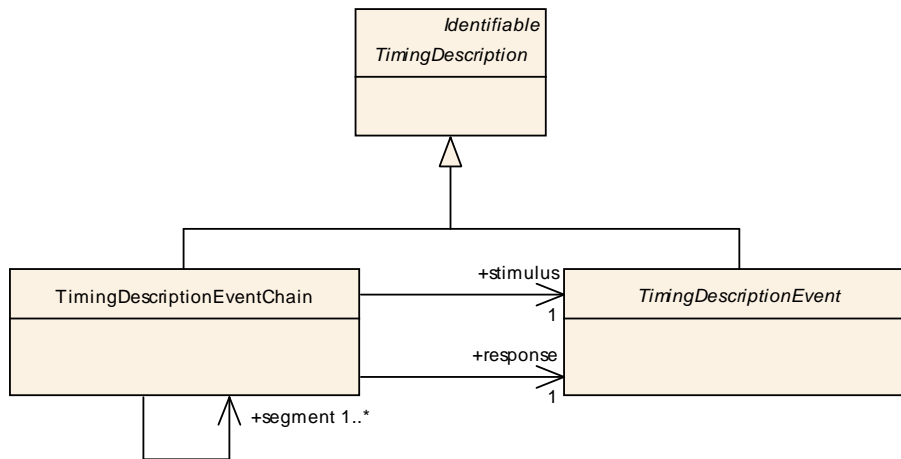 Identifiable
TimingDescription
TimingDescriptionEventChain
+stimulus
1
TimingDescriptionEvent
+response
1
+segment 1..*